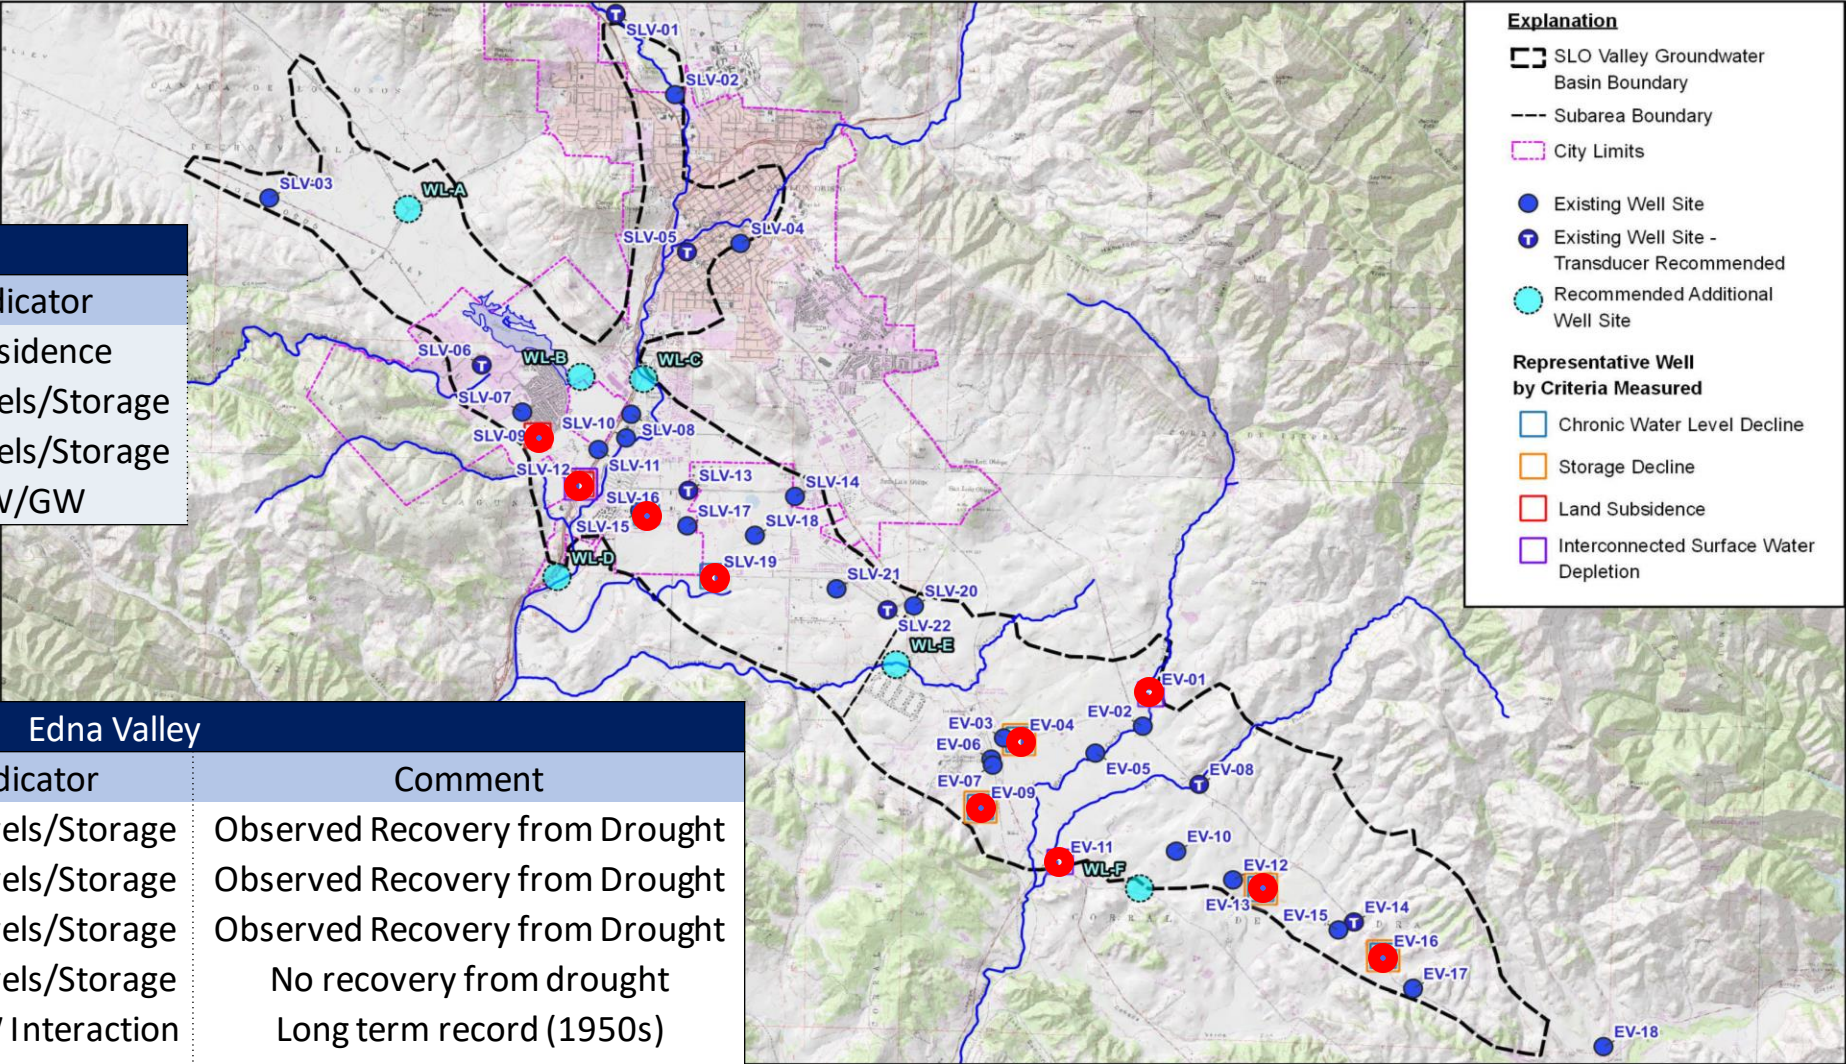 SLV-01
SLV-02
SLV-03
WL-A
SLV-04
SLV-05
SLV-06
WL-B
WL-C
SLV-07
SLV-10
SLV-09
SLV-08
SLV-12
SLV-11
SLV-13
SLV-14
SLV-16
SLV-17
SLV-18
SLV-15
WL-D
SLV-19
SLV-21
SLV-20
SLV-22
WL-E
EV-01
EV-02
EV-03
EV-04
EV-06
EV-05
EV-07
EV-08
EV-09
EV-10
EV-11
WL-F
EV-12
EV-13
EV-14
EV-15
EV-16
EV-17
EV-18
Explanation
SLO Valley Groundwater
Basin Boundary
Subarea Boundary
City Limits
Existing Well Site
T
Existing Well Site -
Transducer Recommended
Recommended Additional
Well Site
Representative Well
by Criteria Measured
Chronic Water Level Decline
Storage Decline
Land Subsidence
Interconnected Surface Water
Depletion
dicator
sidence
els/Storage
els/Storage
V/GW
Edna Valley
dicator Comment
els/Storage Observed Recovery from Drought
els/Storage Observed Recovery from Drought
els/Storage Observed Recovery from Drought
els/Storage No recovery from drought
Interaction Long term record (1950s)